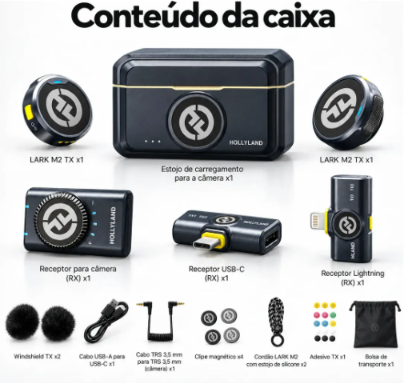 Conteúdo da caixa
HOLLYLAND
LARK M2 TX x1
Estojo de carregamento
para a câmera x1
LARK M2 TX x1
HOLLYLAND
Receptor para câmera
(RX) x1
Receptor USB-C
(RX) x1
Receptor Lightning
(RX) x1
Windshield TX x2
Cabo USB-A para
USB-C x1
Cabo TRS 3,5 mm
para TRS 3,5 mm
(câmera) x1
Clipe magnético x4
Cordão LARK M2
com estojo de silicone x2
Adesivo TX x1
Bolsa de
transporte x1